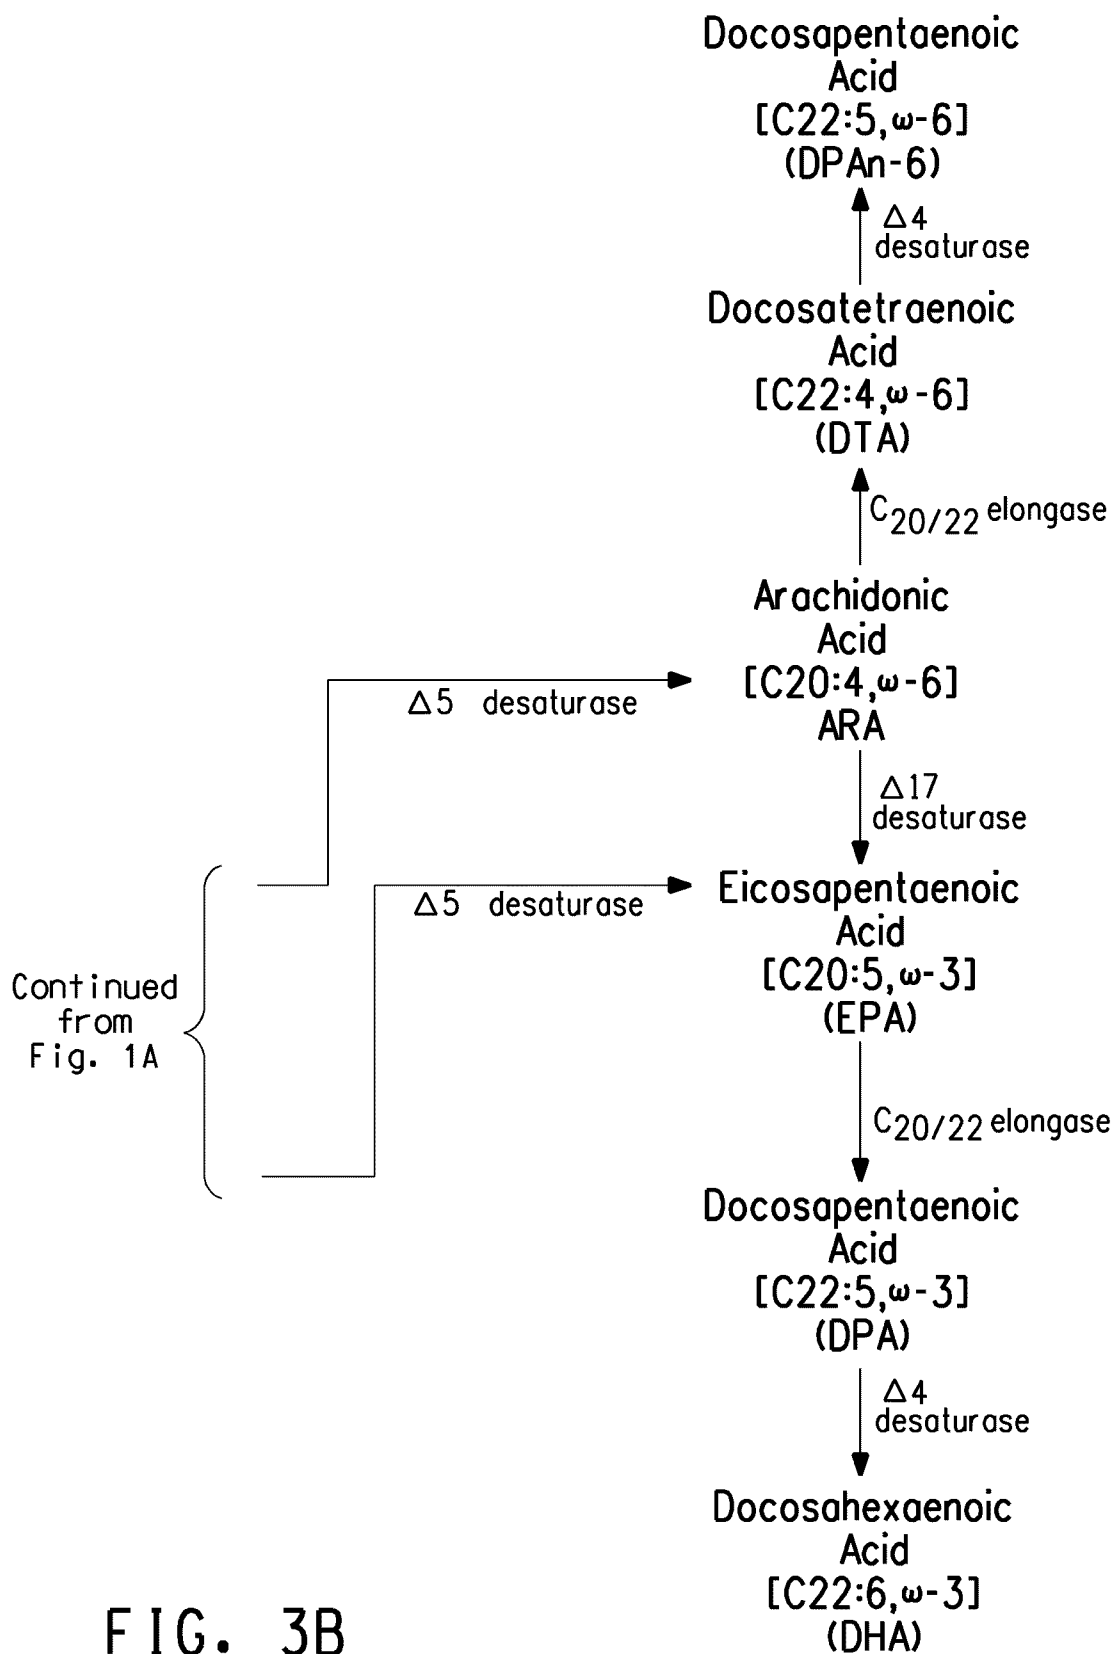 Docosapentaenoic
Acid
[C22:5,ω-6]
(DPAn-6)
Δ4
desaturase
Docosatetraenoic
Acid
[C22:4,ω-6]
(DTA)
C20/22 elongase
Arachidonic
Acid
[C20:4,ω-6]
ARA
Δ5 desaturase
Δ17
desaturase
Eicosapentaenoic
Acid
[C20:5,ω-3]
(EPA)
Δ5 desaturase
Continued
from
Fig. 1A
C20/22 elongase
Docosapentaenoic
Acid
[C22:5,ω-3]
(DPA)
Δ4
desaturase
Docosahexaenoic
Acid
[C22:6,ω-3]
(DHA)
FIG. 3B